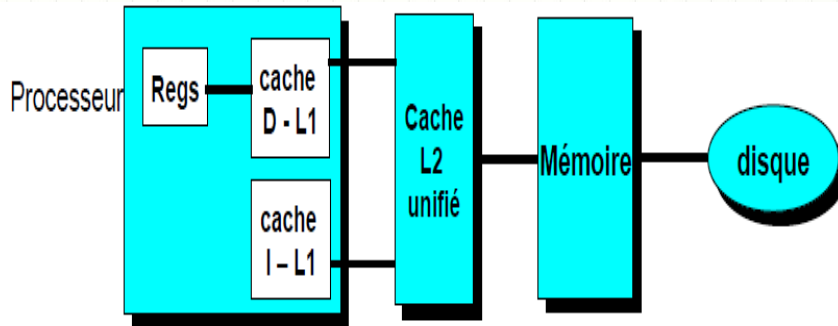 Processeur
Regs
cache
D - L1
cache
I – L1
Cache
L2
unifié
Mémoire
disque